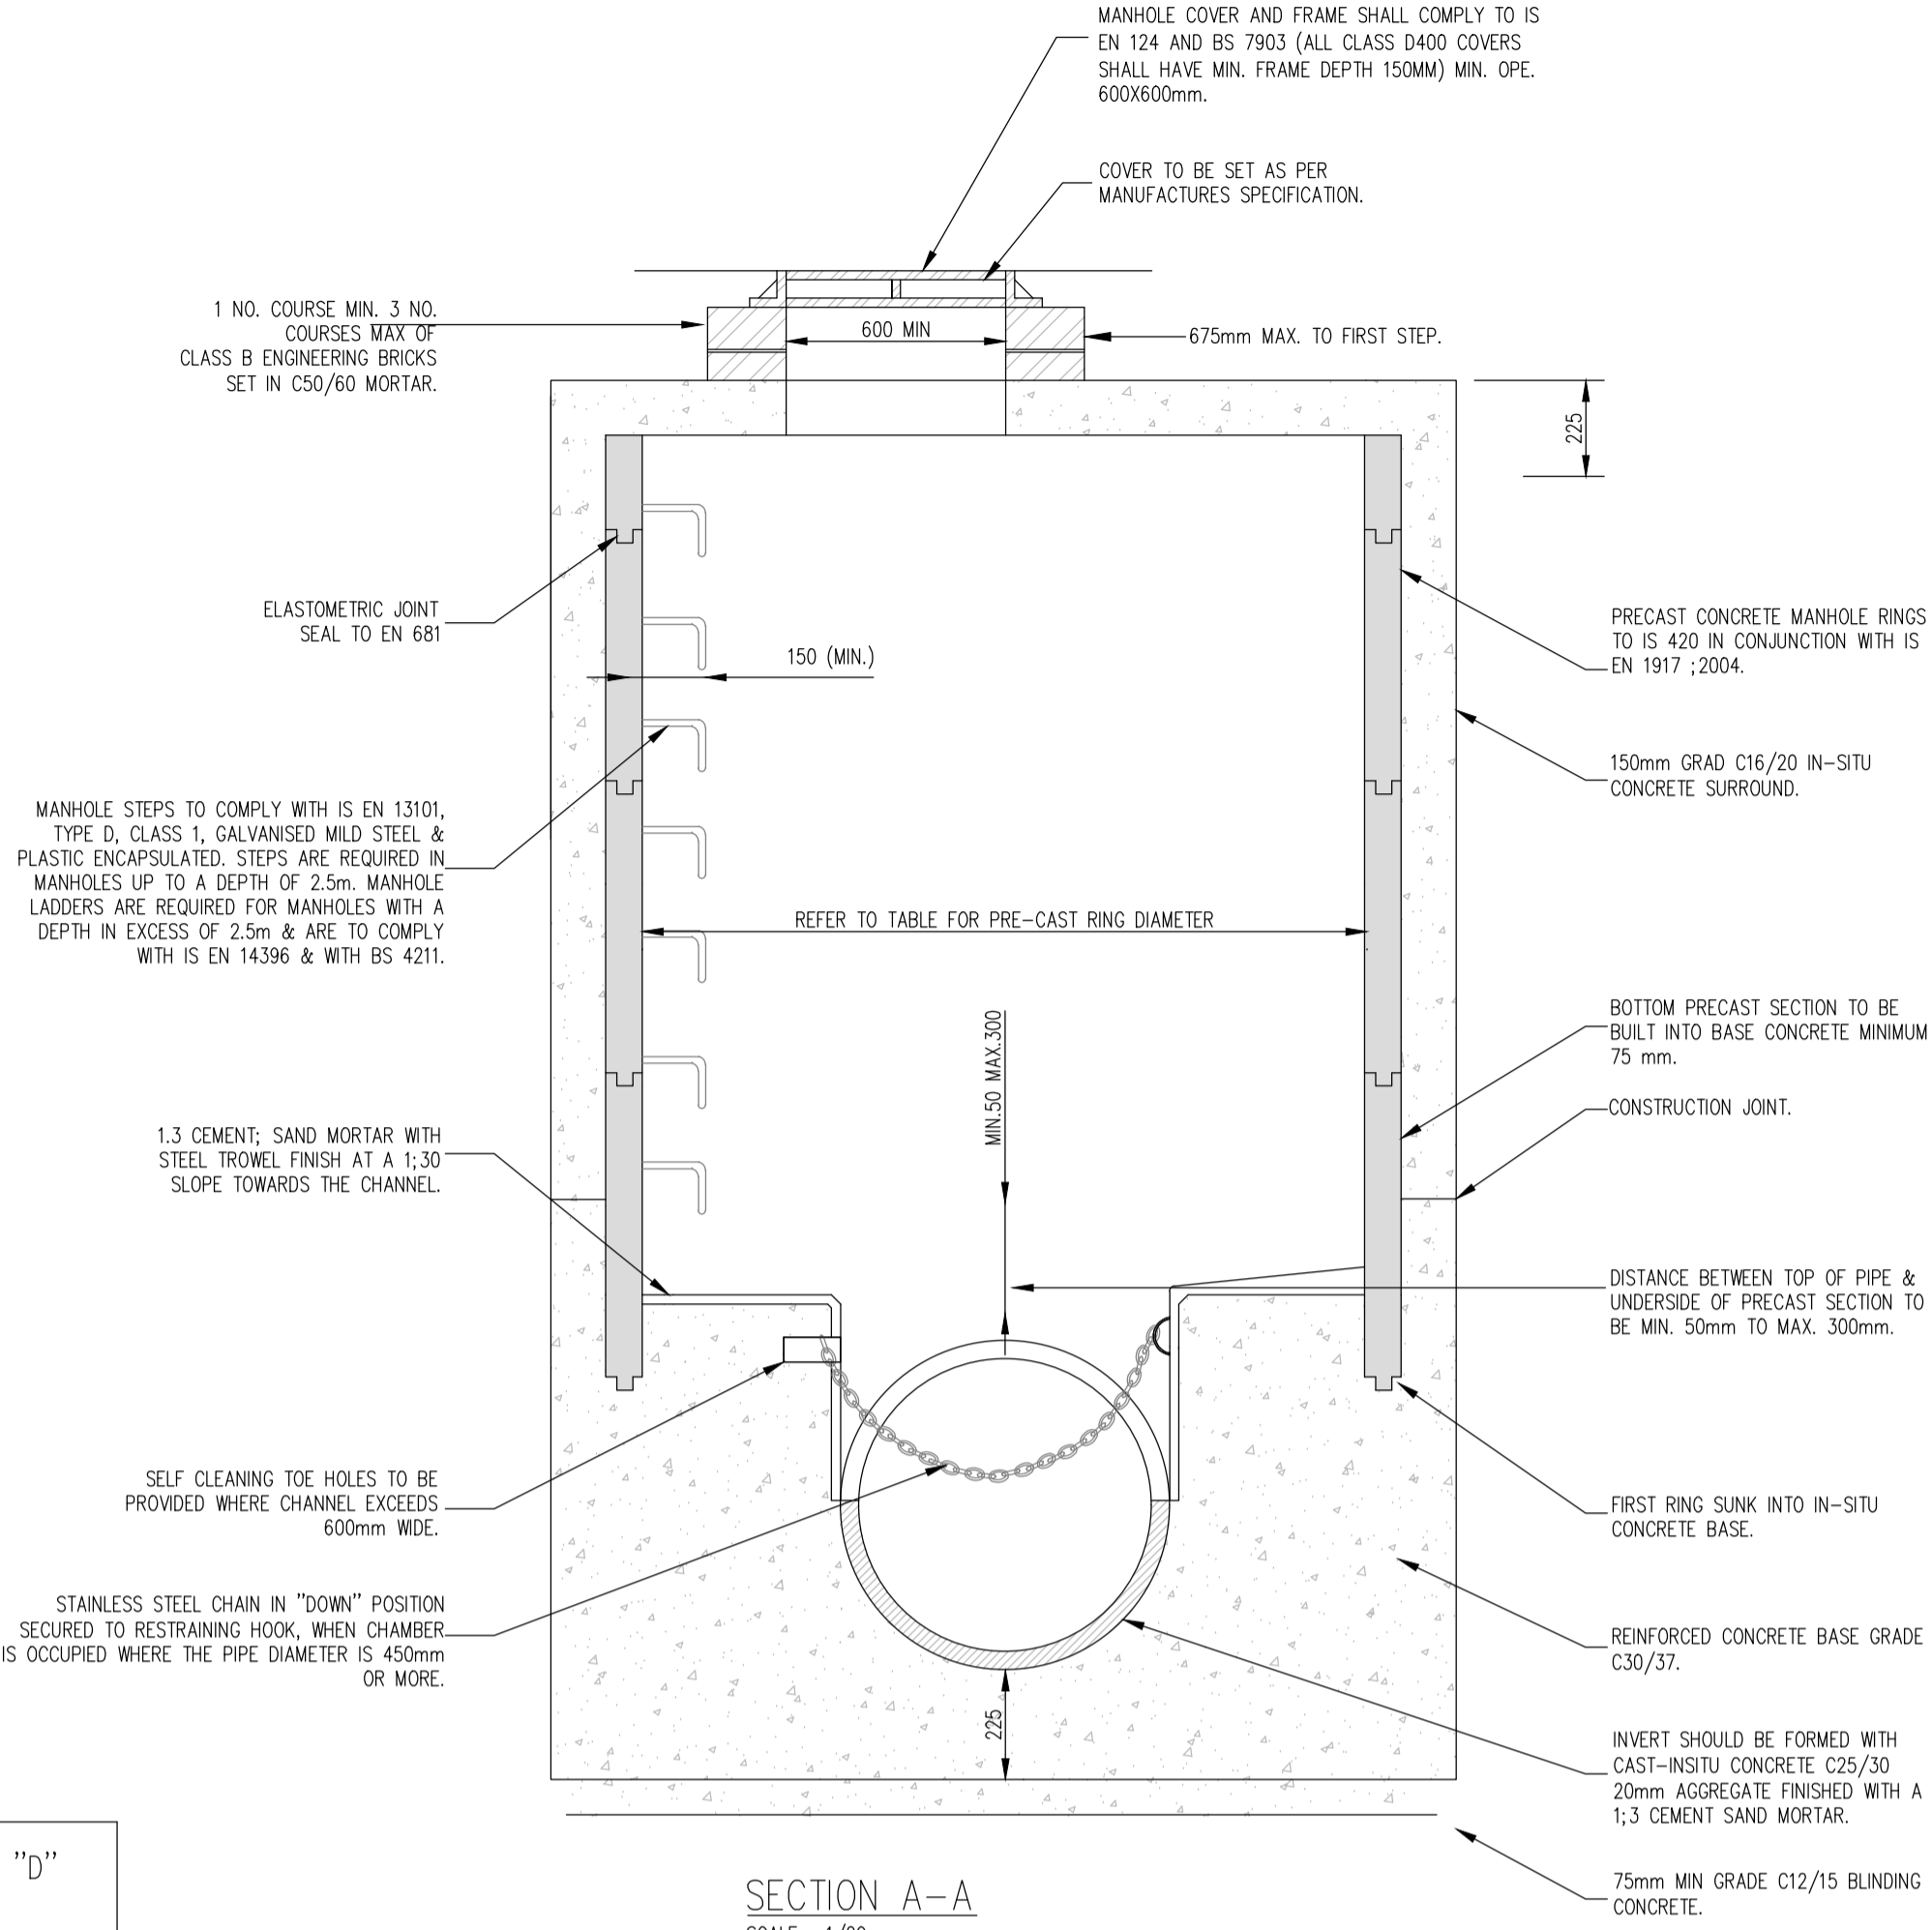 MANHOLE COVER AND FRAME SHALL COMPLY TO IS
EN 124 AND BS 7903 (ALL CLASS D400 COVERS
SHALL HAVE MIN. FRAME DEPTH 150MM) MIN. OPE.
600X600mm.
COVER TO BE SET AS PER
MANUFACTURES SPECIFICATION.
1 NO. COURSE MIN. 3 NO.
COURSES MAX OF
CLASS B ENGINEERING BRICKS
SET IN C50/60 MORTAR.
600 MIN
675mm MAX. TO FIRST STEP.
225
ELASTOMETRIC JOINT
SEAL TO EN 681
150 (MIN.)
PRECAST CONCRETE MANHOLE RINGS
TO IS 420 IN CONJUNCTION WITH IS
EN 1917 ;2004.
150mm GRAD C16/20 IN-SITU
CONCRETE SURROUND.
MANHOLE STEPS TO COMPLY WITH IS EN 13101,
TYPE D, CLASS 1, GALVANISED MILD STEEL &
PLASTIC ENCAPSULATED. STEPS ARE REQUIRED IN
MANHOLES UP TO A DEPTH OF 2.5m. MANHOLE
LADDERS ARE REQUIRED FOR MANHOLES WITH A
DEPTH IN EXCESS OF 2.5m & ARE TO COMPLY
WITH IS EN 14396 & WITH BS 4211.
REFER TO TABLE FOR PRE-CAST RING DIAMETER
MIN.50 MAX.300
BOTTOM PRECAST SECTION TO BE
BUILT INTO BASE CONCRETE MINIMUM
75 mm.
CONSTRUCTION JOINT.
1.3 CEMENT; SAND MORTAR WITH
STEEL TROWEL FINISH AT A 1;30
SLOPE TOWARDS THE CHANNEL.
DISTANCE BETWEEN TOP OF PIPE &
UNDERSIDE OF PRECAST SECTION TO
BE MIN. 50mm TO MAX. 300mm.
SELF CLEANING TOE HOLES TO BE
PROVIDED WHERE CHANNEL EXCEEDS
600mm WIDE.
FIRST RING SUNK INTO IN-SITU
CONCRETE BASE.
STAINLESS STEEL CHAIN IN "DOWN" POSITION
SECURED TO RESTRAINING HOOK, WHEN CHAMBER
IS OCCUPIED WHERE THE PIPE DIAMETER IS 450mm
OR MORE.
REINFORCED CONCRETE BASE GRADE
C30/37.
225
INVERT SHOULD BE FORMED WITH
CAST-INSITU CONCRETE C25/30
20mm AGGREGATE FINISHED WITH A
1;3 CEMENT SAND MORTAR.
75mm MIN GRADE C12/15 BLINDING
CONCRETE.
"D"
SECTION A-A